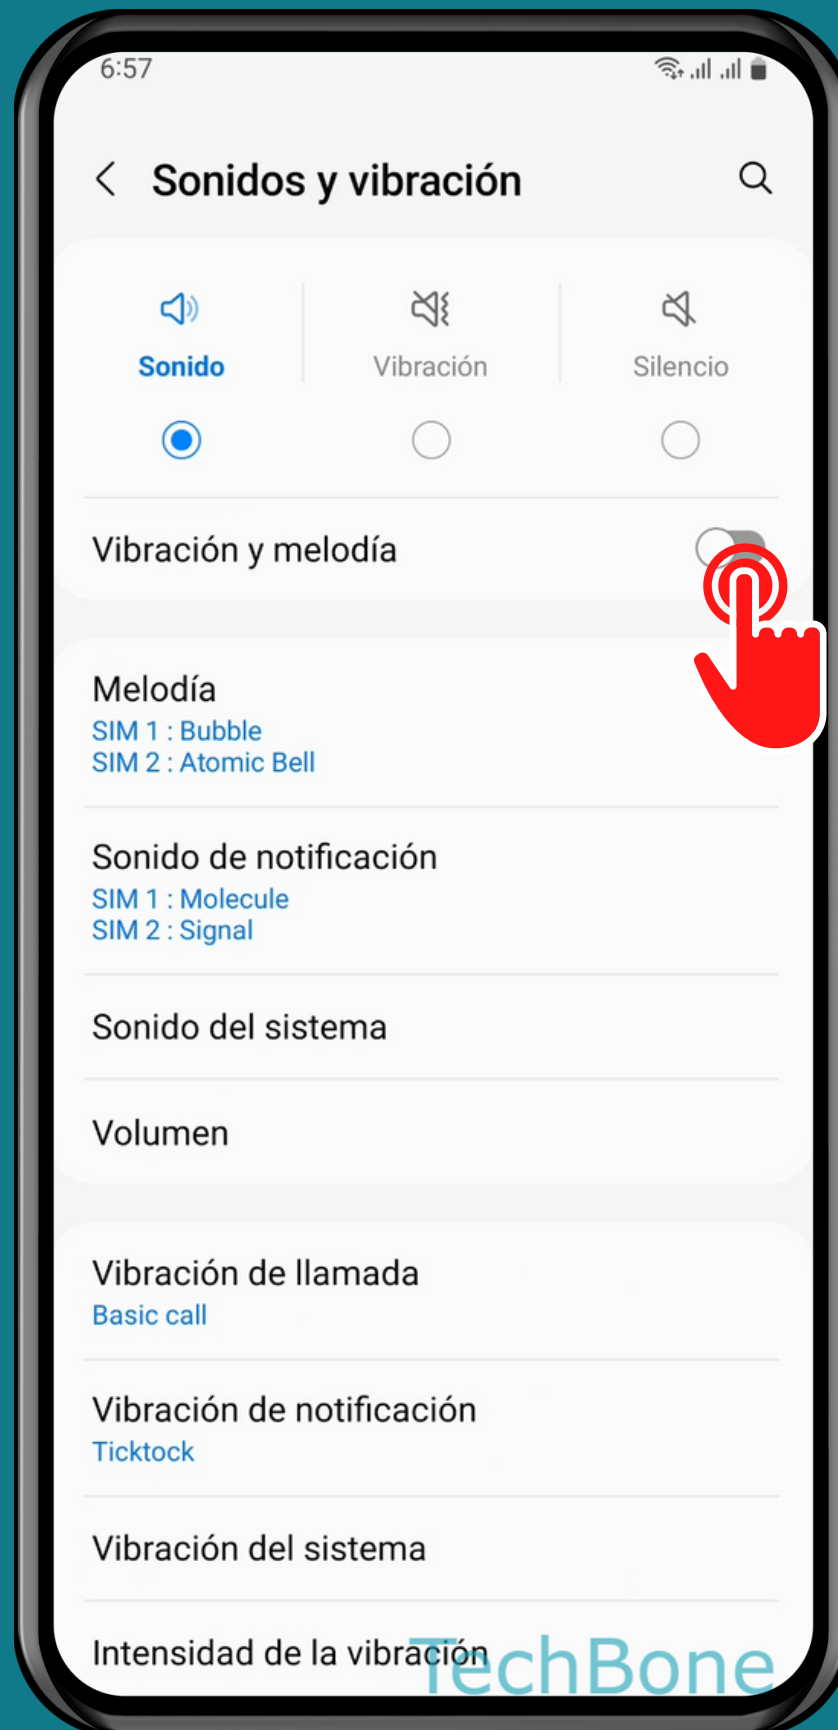 6:57
Sonidos y vibración
Sonido
Vibración
Silencio
Vibración y melodía
Melodía
SIM 1 : Bubble
SIM 2 : Atomic Bell
Sonido de notificación
SIM 1 : Molecule
SIM 2 : Signal
Sonido del sistema
Volumen
Vibración de llamada
Basic call
Vibración de notificación
Ticktock
Vibración del sistema
Intensidad de la vibración
TechBone